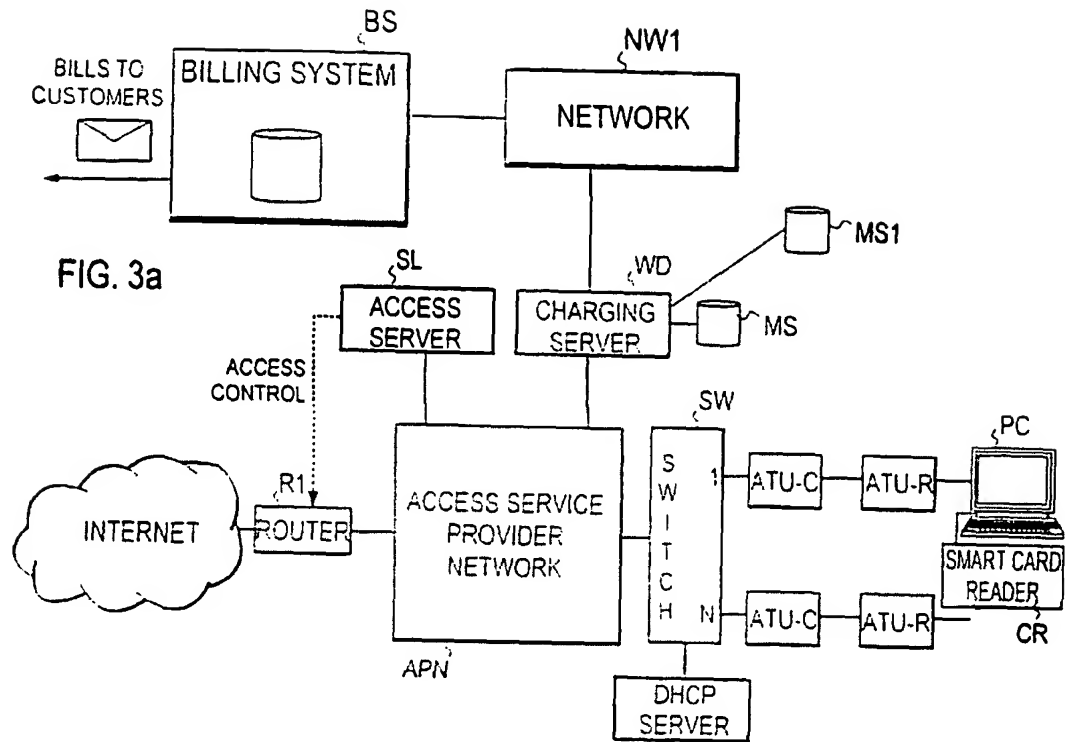 BS
NW1
BILLS TO
CUSTOMERS
BILLING SYSTEM
NETWORK
MS1
FIG. 3a
SL
WD
ACCESS
SERVER
CHARGING
SERVER
MS
ACCESS
CONTROL
SW
PC
R1
INTERNET
ROUTER
ACCESS SERVICE
PROVIDER
NETWORK
SWITCH
1
ATU-C
ATU-R
SMART CARD
READER
N
ATU-C
ATU-R
CR
APN
DHCP
SERVER